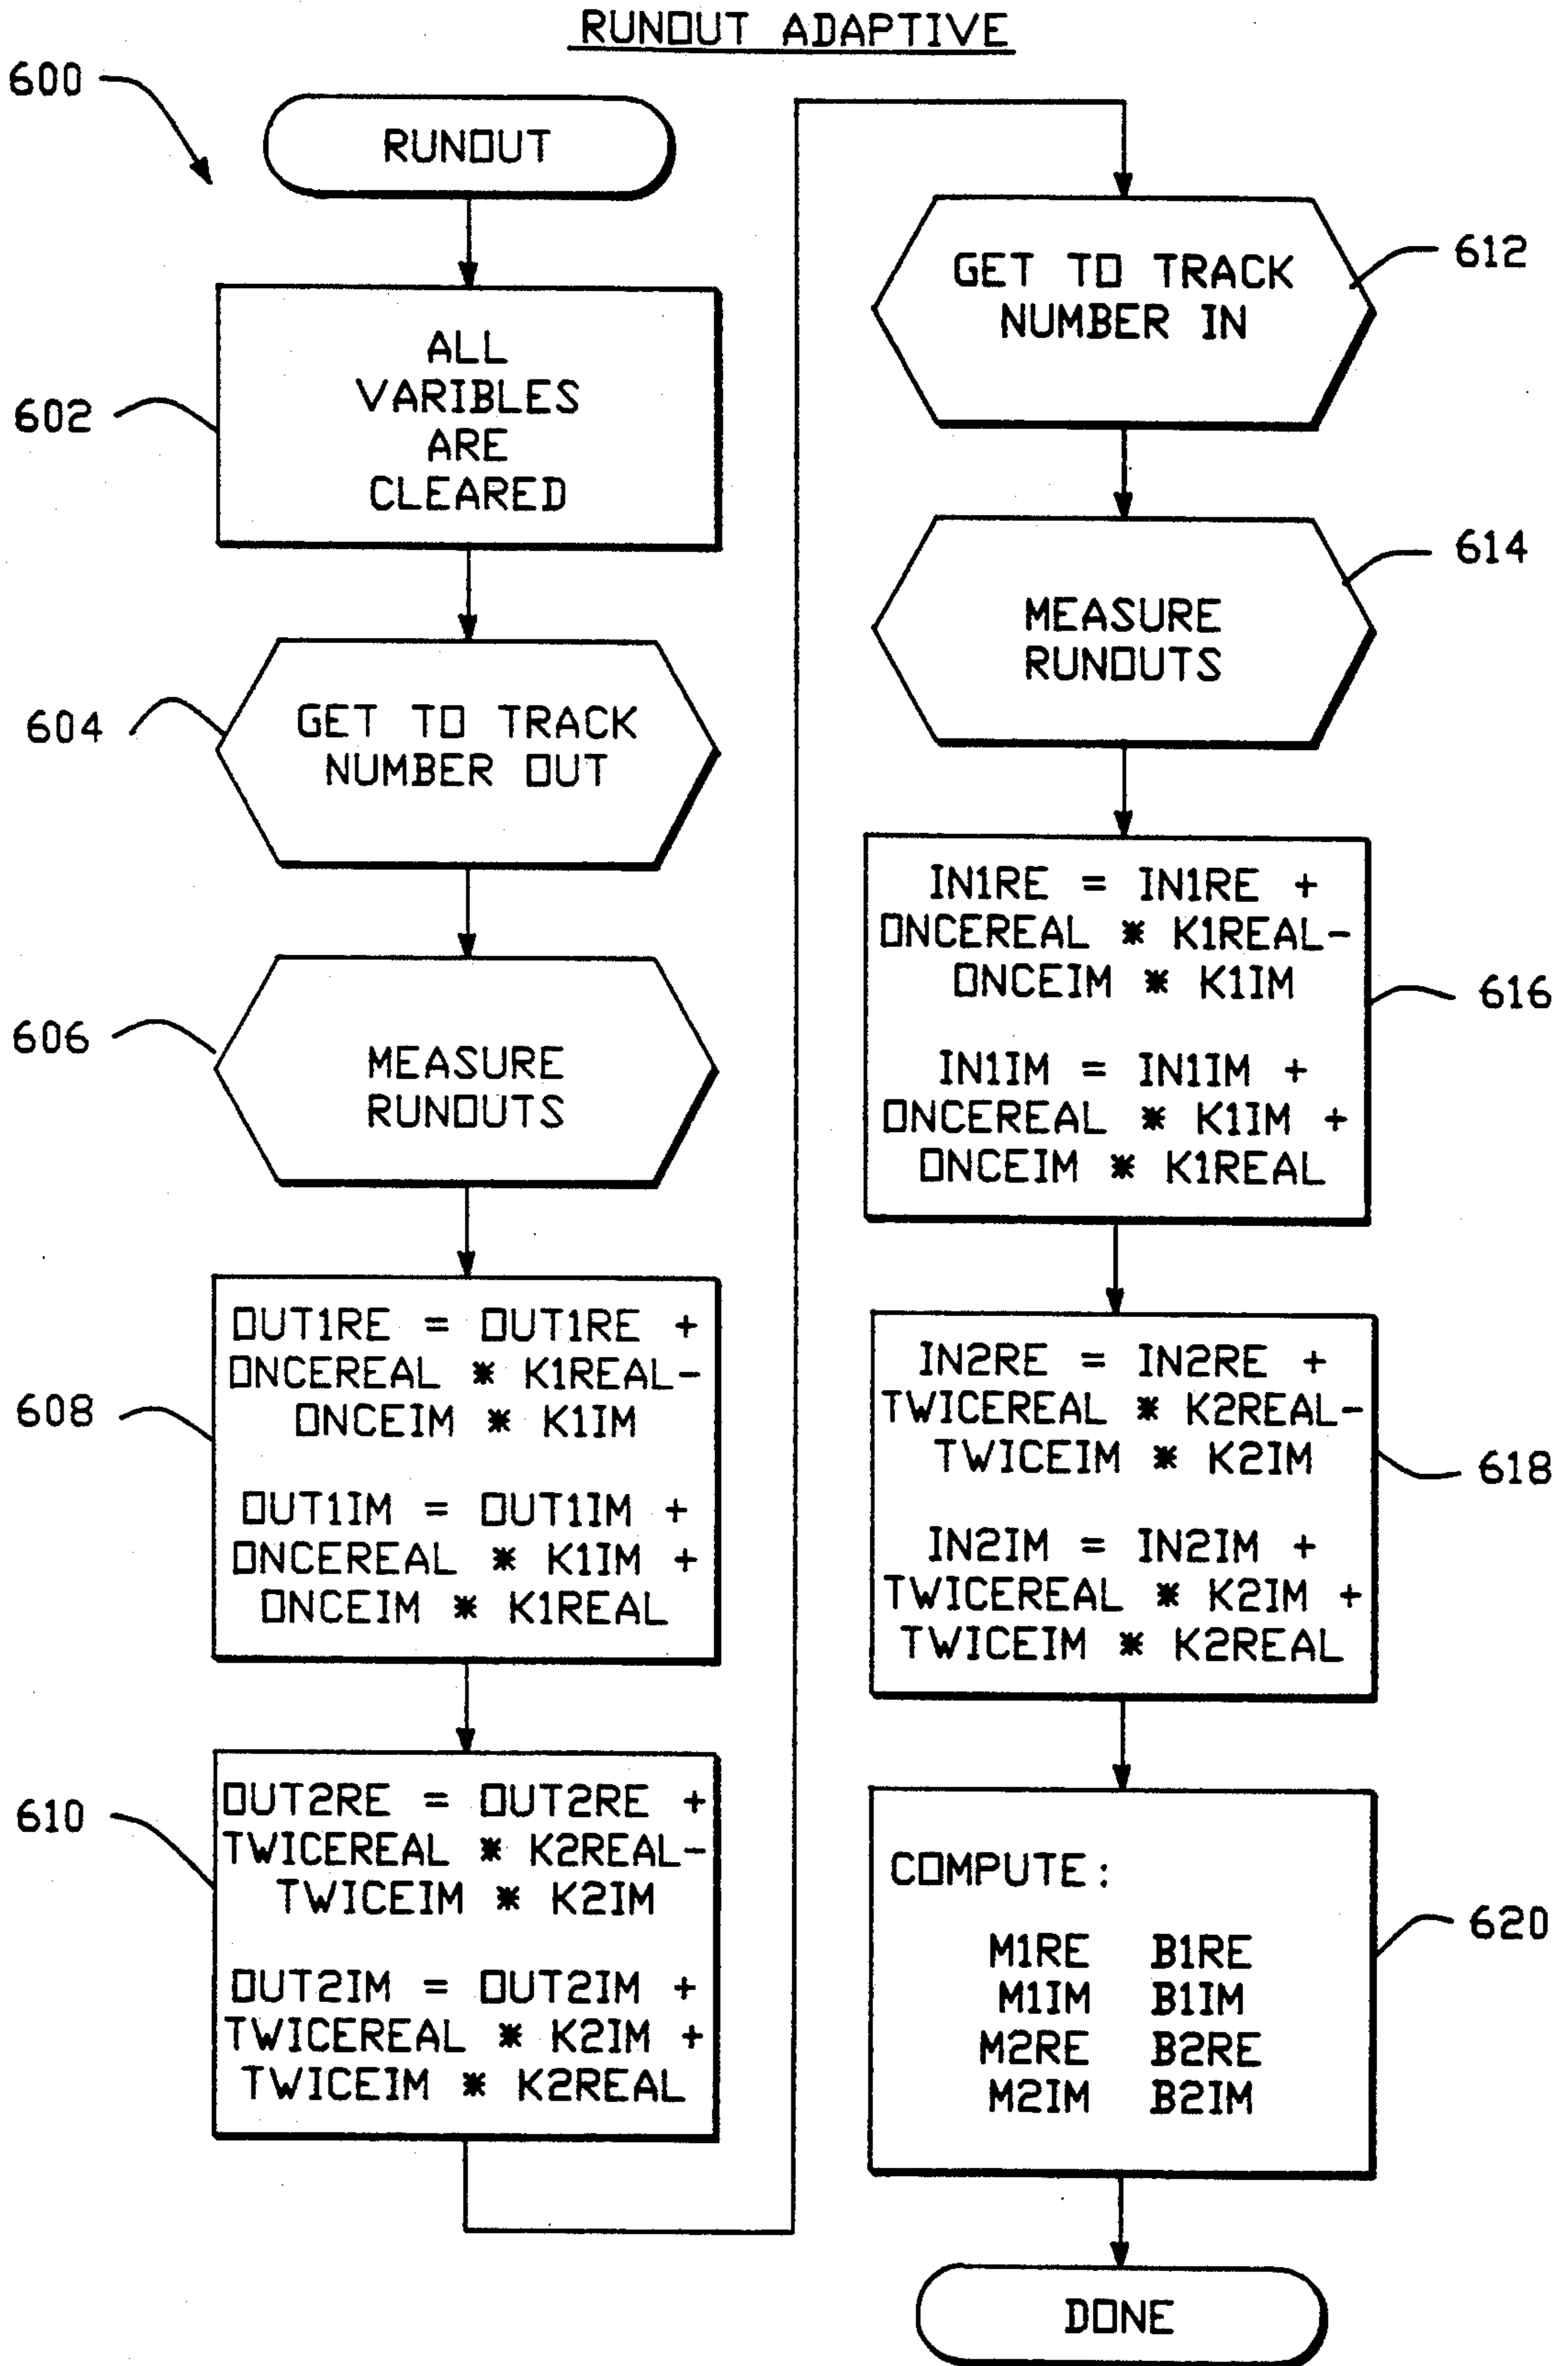 RUNOUT ADAPTIVE
600
RUNOUT
602
ALL
VARIBLES
ARE
CLEARED
604
GET TO TRACK
NUMBER OUT
606
MEASURE
RUNOUTS
608
OUT1RE = OUT1RE +
ONCEREAL * K1REAL-
ONCEIM * K1IM
OUT1IM = OUT1IM +
ONCEREAL * K1IM +
ONCEIM * K1REAL
610
OUT2RE = OUT2RE +
TWICEREAL * K2REAL-
TWICEIM * K2IM
OUT2IM = OUT2IM +
TWICEREAL * K2IM +
TWICEIM * K2REAL
GET TO TRACK
NUMBER IN
612
MEASURE
RUNOUTS
614
IN1RE = IN1RE +
ONCEREAL * K1REAL-
ONCEIM * K1IM
IN1IM = IN1IM +
ONCEREAL * K1IM +
ONCEIM * K1REAL
616
IN2RE = IN2RE +
TWICEREAL * K2REAL-
TWICEIM * K2IM
IN2IM = IN2IM +
TWICEREAL * K2IM +
TWICEIM * K2REAL
618
COMPUTE:
M1RE B1RE
M1IM B1IM
M2RE B2RE
M2IM B2IM
620
DONE